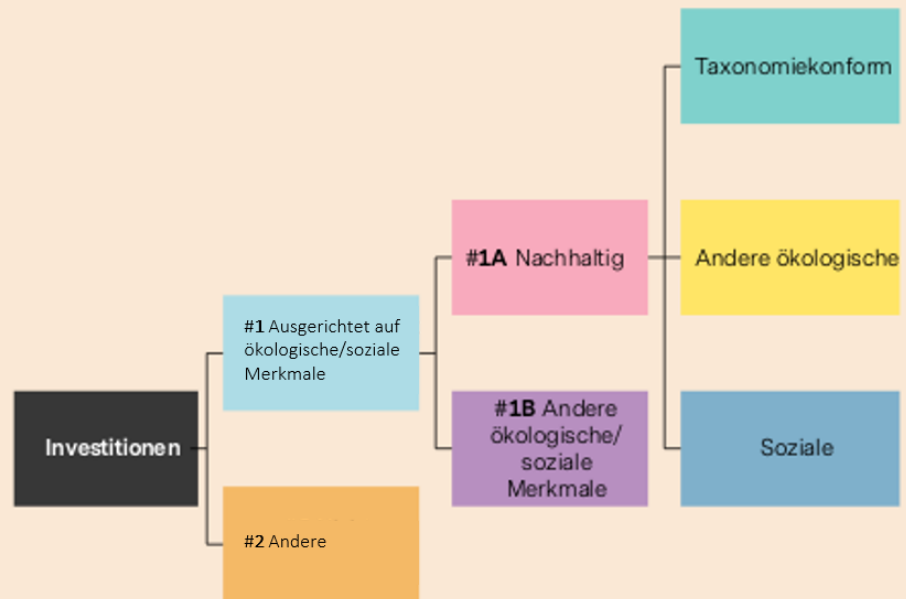 Taxonomiekonform
#1A Nachhaltig
Andere ökologische
#1 Ausgerichtet auf
ökologische/soziale
Merkmale
#1B Andere
ökologische/
soziale
Merkmale
Soziale
Investitionen
#2 Andere